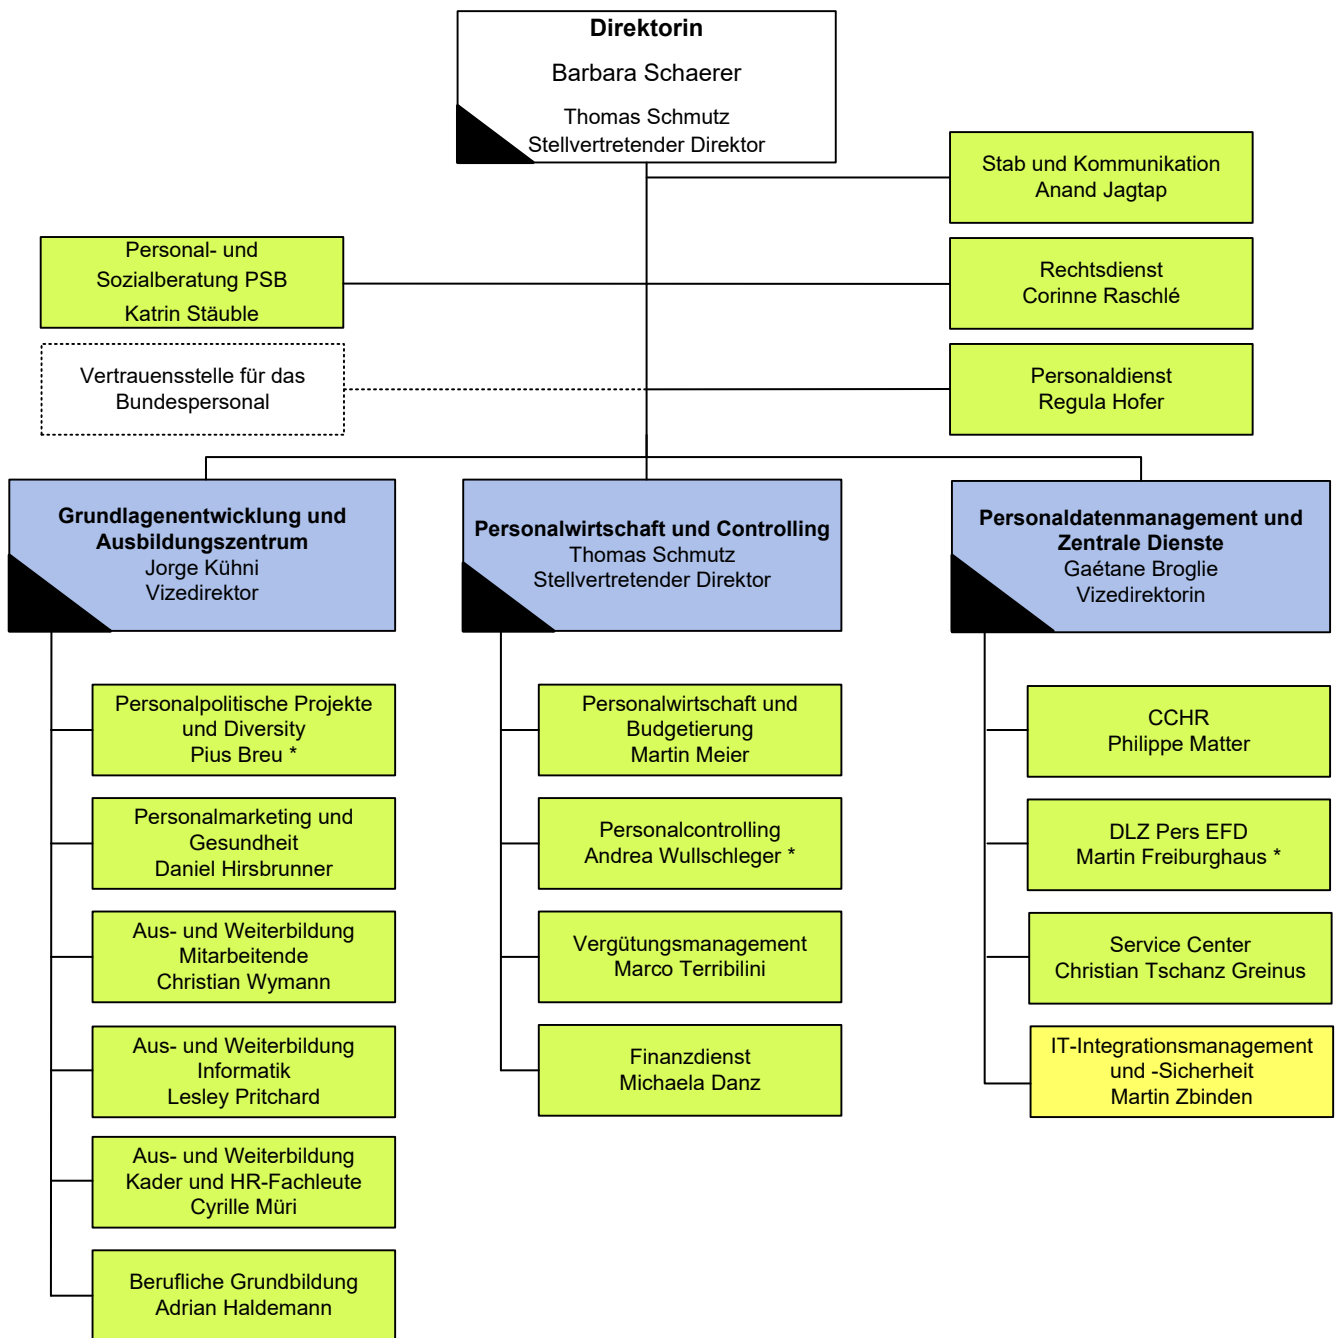 Direktorin
Barbara Schaerer
Thomas Schmutz
Stellvertretender Direktor
Stab und Kommunikation
Anand Jagtap
Personal- und
Sozialberatung PSB
Katrin Stäuble
Rechtsdienst
Corinne Raschlé
Vertrauensstelle für das
Bundespersonal
Personaldienst
Regula Hofer
Grundlagenentwicklung und
Ausbildungszentrum
Jorge Kühni
Vizedirektor
Personalwirtschaft und Controlling
Thomas Schmutz
Stellvertretender Direktor
Personaldatenmanagement und
Zentrale Dienste
Gaétane Broglie
Vizedirektorin
Personalpolitische Projekte
und Diversity
Pius Breu *
Personalmarketing und
Gesundheit
Daniel Hirsbrunner
Aus- und Weiterbildung
Mitarbeitende
Christian Wymann
Aus- und Weiterbildung
Informatik
Lesley Pritchard
Aus- und Weiterbildung
Kader und HR-Fachleute
Cyrille Müri
Berufliche Grundbildung
Adrian Haldemann
Personalwirtschaft und
Budgetierung
Martin Meier
Personalcontrolling
Andrea Wullschleger *
Vergütungsmanagement
Marco Terribilini
Finanzdienst
Michaela Danz
CCHR
Philippe Matter
DLZ Pers EFD
Martin Freiburghaus *
Service Center
Christian Tschanz Greinus
IT-Integrationsmanagement
und -Sicherheit
Martin Zbinden